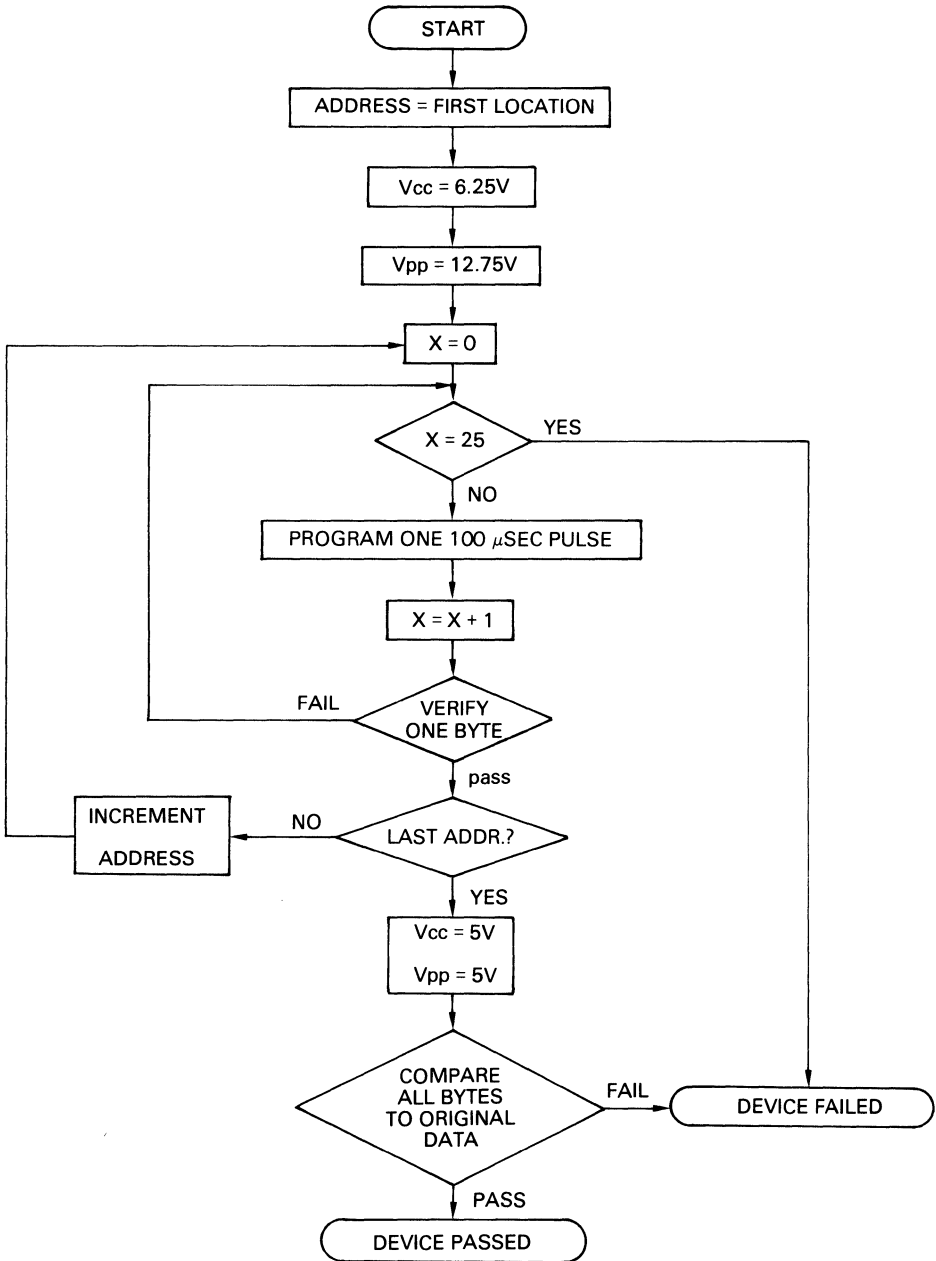 START
ADDRESS = FIRST LOCATION
Vcc = 6.25V
Vpp = 12.75V
X = 0
X = 25
YES
NO
PROGRAM ONE 100 μSEC PULSE
X = X + 1
FAIL
VERIFY
ONE BYTE
pass
INCREMENT
ADDRESS
NO
LAST ADDR.?
YES
Vcc = 5V
Vpp = 5V
COMPARE
ALL BYTES
TO ORIGINAL
DATA
FAIL
DEVICE FAILED
PASS
DEVICE PASSED